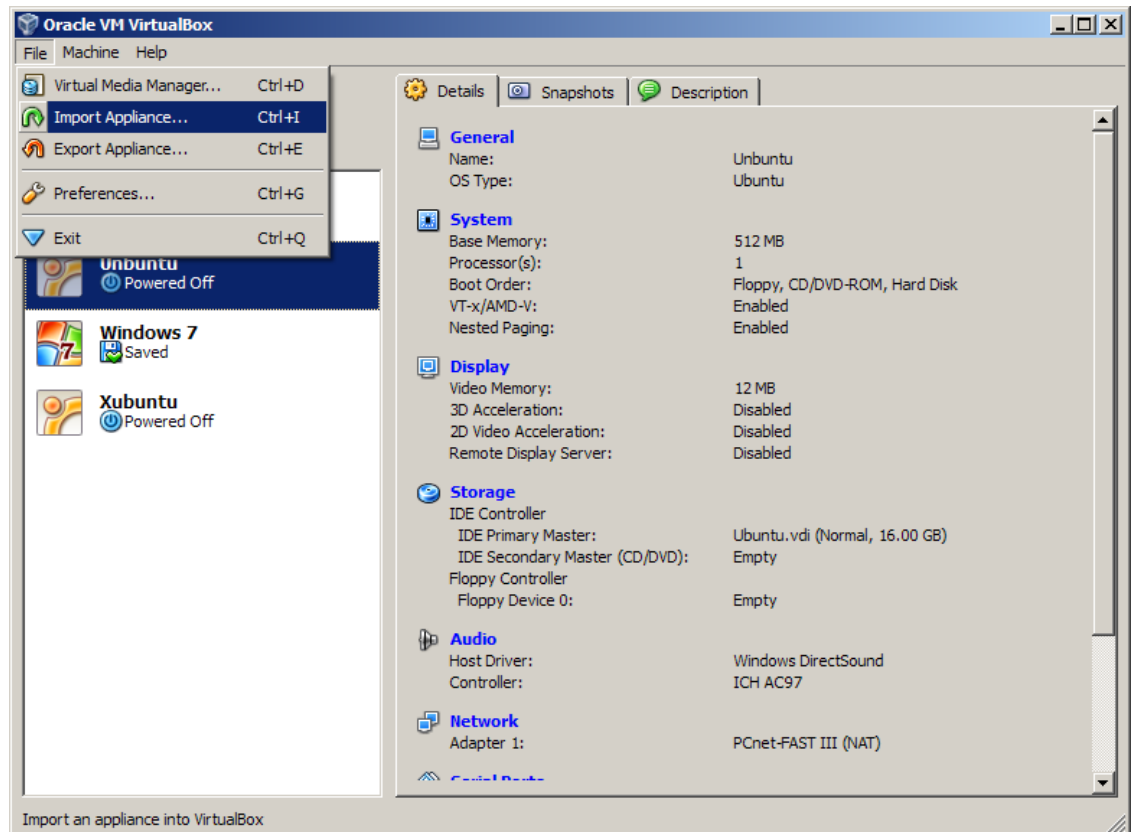 Oracle VM VirtualBox
File Machine Help
Virtual Media Manager... Ctrl+D
Import Appliance... Ctrl+I
Export Appliance... Ctrl+E
Preferences... Ctrl+G
Exit Ctrl+Q
Unbuntu
Powered Off
Windows 7
Saved
Xubuntu
Powered Off
Details Snapshots Description
General
Name: Unbuntu
OS Type: Ubuntu
System
Base Memory: 512 MB
Processor(s): 1
Boot Order: Floppy, CD/DVD-ROM, Hard Disk
VT-x/AMD-V: Enabled
Nested Paging: Enabled
Display
Video Memory: 12 MB
3D Acceleration: Disabled
2D Video Acceleration: Disabled
Remote Display Server: Disabled
Storage
IDE Controller
IDE Primary Master: Ubuntu.vdi (Normal, 16.00 GB)
IDE Secondary Master (CD/DVD): Empty
Floppy Controller
Floppy Device 0: Empty
Audio
Host Driver: Windows DirectSound
Controller: ICH AC97
Network
Adapter 1: PCnet-FAST III (NAT)
Serial Ports
Import an appliance into VirtualBox